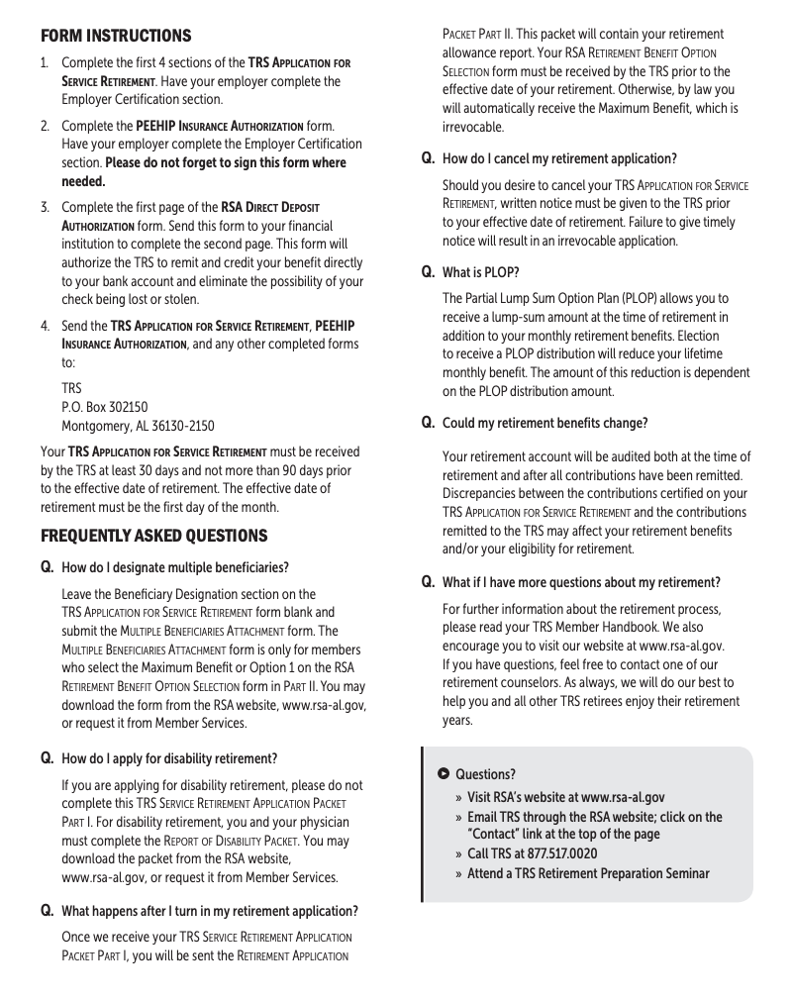 FORM INSTRUCTIONS
1. Complete the first 4 sections of the TRS APPLICATION FOR
SERVICE RETIREMENT. Have your employer complete the
Employer Certification section.
2. Complete the PEEHIP INSURANCE AUTHORIZATION form.
Have your employer complete the Employer Certification
section. Please do not forget to sign this form where
needed.
3. Complete the first page of the RSA DIRECT DEPOSIT
AUTHORIZATION form. Send this form to your financial
institution to complete the second page. This form will
authorize the TRS to remit and credit your benefit directly
to your bank account and eliminate the possibility of your
check being lost or stolen.
4. Send the TRS APPLICATION FOR SERVICE RETIREMENT, PEEHIP
INSURANCE AUTHORIZATION, and any other completed forms
to:
TRS
P.O. Box 302150
Montgomery, AL 36130-2150
Your TRS APPLICATION FOR SERVICE RETIREMENT must be received
by the TRS at least 30 days and not more than 90 days prior
to the effective date of retirement. The effective date of
retirement must be the first day of the month.
FREQUENTLY ASKED QUESTIONS
Q. How do I designate multiple beneficiaries?
Leave the Beneficiary Designation section on the
TRS APPLICATION FOR SERVICE RETIREMENT form blank and
submit the MULTIPLE BENEFICIARIES ATTACHMENT form. The
MULTIPLE BENEFICIARIES ATTACHMENT form is only for members
who select the Maximum Benefit or Option 1 on the RSA
RETIREMENT BENEFIT OPTION SELECTION form in PART II. You may
download the form from the RSA website, www.rsa-al.gov,
or request it from Member Services.
Q. How do I apply for disability retirement?
If you are applying for disability retirement, please do not
complete this TRS SERVICE RETIREMENT APPLICATION PACKET
PART I. For disability retirement, you and your physician
must complete the REPORT OF DISABILITY PACKET. You may
download the packet from the RSA website,
www.rsa-al.gov, or request it from Member Services.
Q. What happens after I turn in my retirement application?
Once we receive your TRS SERVICE RETIREMENT APPLICATION
PACKET PART I, you will be sent the RETIREMENT APPLICATION
PACKET PART II. This packet will contain your retirement
allowance report. Your RSA RETIREMENT BENEFIT OPTION
SELECTION form must be received by the TRS prior to the
effective date of your retirement. Otherwise, by law you
will automatically receive the Maximum Benefit, which is
irrevocable.
Q. How do I cancel my retirement application?
Should you desire to cancel your TRS APPLICATION FOR SERVICE
RETIREMENT, written notice must be given to the TRS prior
to your effective date of retirement. Failure to give timely
notice will result in an irrevocable application.
Q. What is PLOP?
The Partial Lump Sum Option Plan (PLOP) allows you to
receive a lump-sum amount at the time of retirement in
addition to your monthly retirement benefits. Election
to receive a PLOP distribution will reduce your lifetime
monthly benefit. The amount of this reduction is dependent
on the PLOP distribution amount.
Q. Could my retirement benefits change?
Your retirement account will be audited both at the time of
retirement and after all contributions have been remitted.
Discrepancies between the contributions certified on your
TRS APPLICATION FOR SERVICE RETIREMENT and the contributions
remitted to the TRS may affect your retirement benefits
and/or your eligibility for retirement.
Q. What if I have more questions about my retirement?
For further information about the retirement process,
please read your TRS Member Handbook. We also
encourage you to visit our website at www.rsa-al.gov.
If you have questions, feel free to contact one of our
retirement counselors. As always, we will do our best to
help you and all other TRS retirees enjoy their retirement
years.
Questions?
» Visit RSA’s website at www.rsa-al.gov
» Email TRS through the RSA website; click on the
“Contact” link at the top of the page
» Call TRS at 877.517.0020
» Attend a TRS Retirement Preparation Seminar